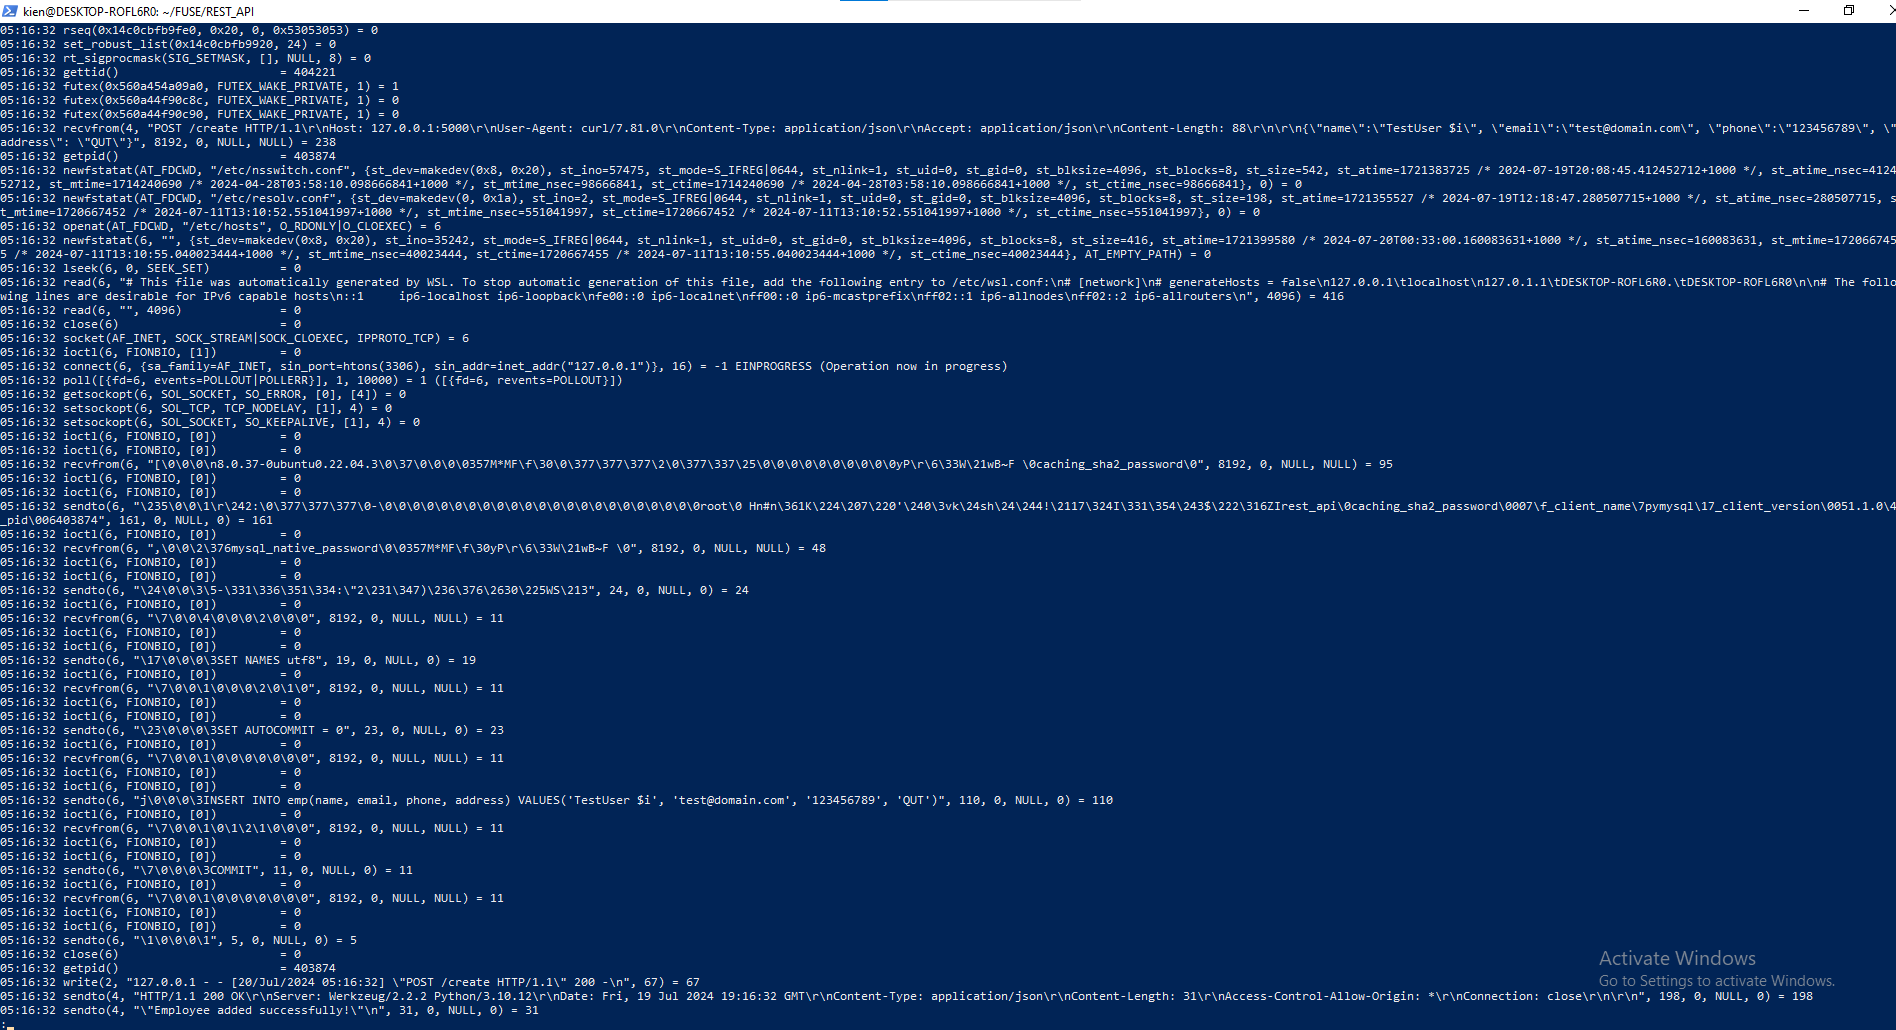 kien@DESKTOP-ROFL6R0: ~/FUSE/REST_API
05:16:32 rseq(0x14c0cbfb9fe0, 0x20, 0, 0x53053053) = 0
05:16:32 set_robust_list(0x14c0cbfb9920, 24) = 0
05:16:32 rt_sigprocmask(SIG_SETMASK, [], NULL, 8) = 0
05:16:32 gettid() = 404221
05:16:32 futex(0x560a454a09a0, FUTEX_WAKE_PRIVATE, 1) = 1
05:16:32 futex(0x560a44f90c8c, FUTEX_WAKE_PRIVATE, 1) = 0
05:16:32 futex(0x560a44f90c90, FUTEX_WAKE_PRIVATE, 1) = 0
05:16:32 recvfrom(4, "POST /create HTTP/1.1\r\nHost: 127.0.0.1:5000\r\nUser-Agent: curl/7.81.0\r\nContent-Type: application/json\r\nAccept: application/json\r\nContent-Length: 88\r\n\r\n{\"name\":\"TestUser $i\", \"email\":\"test@domain.com\", \"phone\":\"123456789\", \"
address\": \"QUT\"}", 8192, 0, NULL, NULL) = 238
05:16:32 getpid() = 403874
05:16:32 newfstatat(AT_FDCWD, "/etc/nsswitch.conf", {st_dev=makedev(0x8, 0x20), st_ino=57475, st_mode=S_IFREG|0644, st_nlink=1, st_uid=0, st_gid=0, st_blksize=4096, st_blocks=8, st_size=542, st_atime=1721383725 /* 2024-07-19T20:08:45.412452712+1000 */, st_atime_nsec=4124
52712, st_mtime=1714240690 /* 2024-04-28T03:58:10.098666841+1000 */, st_mtime_nsec=98666841, st_ctime=1714240690 /* 2024-04-28T03:58:10.098666841+1000 */, st_ctime_nsec=98666841}, 0) = 0
05:16:32 newfstatat(AT_FDCWD, "/etc/resolv.conf", {st_dev=makedev(0, 0x1a), st_ino=2, st_mode=S_IFREG|0644, st_nlink=1, st_uid=0, st_gid=0, st_blksize=4096, st_blocks=8, st_size=198, st_atime=1721355527 /* 2024-07-19T12:18:47.280507715+1000 */, st_atime_nsec=280507715, s
t_mtime=1720667452 /* 2024-07-11T13:10:52.551041997+1000 */, st_mtime_nsec=551041997, st_ctime=1720667452 /* 2024-07-11T13:10:52.551041997+1000 */, st_ctime_nsec=551041997}, 0) = 0
05:16:32 openat(AT_FDCWD, "/etc/hosts", O_RDONLY|O_CLOEXEC) = 6
05:16:32 newfstatat(6, "", {st_dev=makedev(0x8, 0x20), st_ino=35242, st_mode=S_IFREG|0644, st_nlink=1, st_uid=0, st_gid=0, st_blksize=4096, st_blocks=8, st_size=416, st_atime=1721399580 /* 2024-07-20T00:33:00.160083631+1000 */, st_atime_nsec=160083631, st_mtime=172066745
5 /* 2024-07-11T13:10:55.040023444+1000 */, st_mtime_nsec=40023444, st_ctime=1720667455 /* 2024-07-11T13:10:55.040023444+1000 */, st_ctime_nsec=40023444}, AT_EMPTY_PATH) = 0
05:16:32 lseek(6, 0, SEEK_SET) = 0
05:16:32 read(6, "# This file was automatically generated by WSL. To stop automatic generation of this file, add the following entry to /etc/wsl.conf:\n# [network]\n# generateHosts = false\n127.0.0.1\tlocalhost\n127.0.1.1\tDESKTOP-ROFL6R0.\tDESKTOP-ROFL6R0\n\n# The follo
wing lines are desirable for IPv6 capable hosts\n::1     ip6-localhost ip6-loopback\nfe00::0 ip6-localnet\nff00::0 ip6-mcastprefix\nff02::1 ip6-allnodes\nff02::2 ip6-allrouters\n", 4096) = 416
05:16:32 read(6, "", 4096) = 0
05:16:32 close(6) = 0
05:16:32 socket(AF_INET, SOCK_STREAM|SOCK_CLOEXEC, IPPROTO_TCP) = 6
05:16:32 ioctl(6, FIONBIO, [1]) = 0
05:16:32 connect(6, {sa_family=AF_INET, sin_port=htons(3306), sin_addr=inet_addr("127.0.0.1")}, 16) = -1 EINPROGRESS (Operation now in progress)
05:16:32 poll([{fd=6, events=POLLOUT|POLLERR}], 1, 10000) = 1 ([{fd=6, revents=POLLOUT}])
05:16:32 getsockopt(6, SOL_SOCKET, SO_ERROR, [0], [4]) = 0
05:16:32 setsockopt(6, SOL_TCP, TCP_NODELAY, [1], 4) = 0
05:16:32 setsockopt(6, SOL_SOCKET, SO_KEEPALIVE, [1], 4) = 0
05:16:32 ioctl(6, FIONBIO, [0]) = 0
05:16:32 ioctl(6, FIONBIO, [0]) = 0
05:16:32 recvfrom(6, "[\0\0\0\n8.0.37-0ubuntu0.22.04.3\0\37\0\0\0\0357M*MF\f\30\0\377\377\377\2\0\377\337\25\0\0\0\0\0\0\0\0\0\0yP\r\6\33W\21wB~F \0caching_sha2_password\0", 8192, 0, NULL, NULL) = 95
05:16:32 ioctl(6, FIONBIO, [0]) = 0
05:16:32 ioctl(6, FIONBIO, [0]) = 0
05:16:32 sendto(6, "\235\0\0\1\r\242:\0\377\377\377\0-\0\0\0\0\0\0\0\0\0\0\0\0\0\0\0\0\0\0\0\0\0\0\0root\0 Hn#n\361K\224\207\220'\240\3vk\24sh\24\244!\2117\324I\331\354\243$\222\316ZIrest_api\0caching_sha2_password\0007\f_client_name\7pymysql\17_client_version\0051.1.0\4
_pid\006403874", 161, 0, NULL, 0) = 161
05:16:32 ioctl(6, FIONBIO, [0]) = 0
05:16:32 recvfrom(6, ",\0\0\2\376mysql_native_password\0\0357M*MF\f\30yP\r\6\33W\21wB~F \0", 8192, 0, NULL, NULL) = 48
05:16:32 ioctl(6, FIONBIO, [0]) = 0
05:16:32 ioctl(6, FIONBIO, [0]) = 0
05:16:32 sendto(6, "\24\0\0\3\5-\331\336\351\334:\"2\231\347)\236\376\2630\225WS\213", 24, 0, NULL, 0) = 24
05:16:32 ioctl(6, FIONBIO, [0]) = 0
05:16:32 recvfrom(6, "\7\0\0\4\0\0\0\2\0\0\0", 8192, 0, NULL, NULL) = 11
05:16:32 ioctl(6, FIONBIO, [0]) = 0
05:16:32 ioctl(6, FIONBIO, [0]) = 0
05:16:32 sendto(6, "\17\0\0\0\3SET NAMES utf8", 19, 0, NULL, 0) = 19
05:16:32 ioctl(6, FIONBIO, [0]) = 0
05:16:32 recvfrom(6, "\7\0\0\1\0\0\0\2\0\1\0", 8192, 0, NULL, NULL) = 11
05:16:32 ioctl(6, FIONBIO, [0]) = 0
05:16:32 ioctl(6, FIONBIO, [0]) = 0
05:16:32 sendto(6, "\23\0\0\0\3SET AUTOCOMMIT = 0", 23, 0, NULL, 0) = 23
05:16:32 ioctl(6, FIONBIO, [0]) = 0
05:16:32 recvfrom(6, "\7\0\0\1\0\0\0\0\0\0\0", 8192, 0, NULL, NULL) = 11
05:16:32 ioctl(6, FIONBIO, [0]) = 0
05:16:32 ioctl(6, FIONBIO, [0]) = 0
05:16:32 sendto(6, "j\0\0\0\3INSERT INTO emp(name, email, phone, address) VALUES('TestUser $i', 'test@domain.com', '123456789', 'QUT')", 110, 0, NULL, 0) = 110
05:16:32 ioctl(6, FIONBIO, [0]) = 0
05:16:32 recvfrom(6, "\7\0\0\1\0\1\2\1\0\0\0", 8192, 0, NULL, NULL) = 11
05:16:32 ioctl(6, FIONBIO, [0]) = 0
05:16:32 ioctl(6, FIONBIO, [0]) = 0
05:16:32 sendto(6, "\7\0\0\0\3COMMIT", 11, 0, NULL, 0) = 11
05:16:32 ioctl(6, FIONBIO, [0]) = 0
05:16:32 recvfrom(6, "\7\0\0\1\0\0\0\0\0\0\0", 8192, 0, NULL, NULL) = 11
05:16:32 ioctl(6, FIONBIO, [0]) = 0
05:16:32 ioctl(6, FIONBIO, [0]) = 0
05:16:32 sendto(6, "\1\0\0\0\1", 5, 0, NULL, 0) = 5
05:16:32 close(6) = 0
05:16:32 getpid() = 403874
05:16:32 write(2, "127.0.0.1 - - [20/Jul/2024 05:16:32] \"POST /create HTTP/1.1\" 200 -\n", 67) = 67
05:16:32 sendto(4, "HTTP/1.1 200 OK\r\nServer: Werkzeug/2.2.2 Python/3.10.12\r\nDate: Fri, 19 Jul 2024 19:16:32 GMT\r\nContent-Type: application/json\r\nContent-Length: 31\r\nAccess-Control-Allow-Origin: *\r\nConnection: close\r\n\r\n", 198, 0, NULL, 0) = 198
05:16:32 sendto(4, "\"Employee added successfully!\"\n", 31, 0, NULL, 0) = 31
:
Activate Windows
Go to Settings to activate Windows.